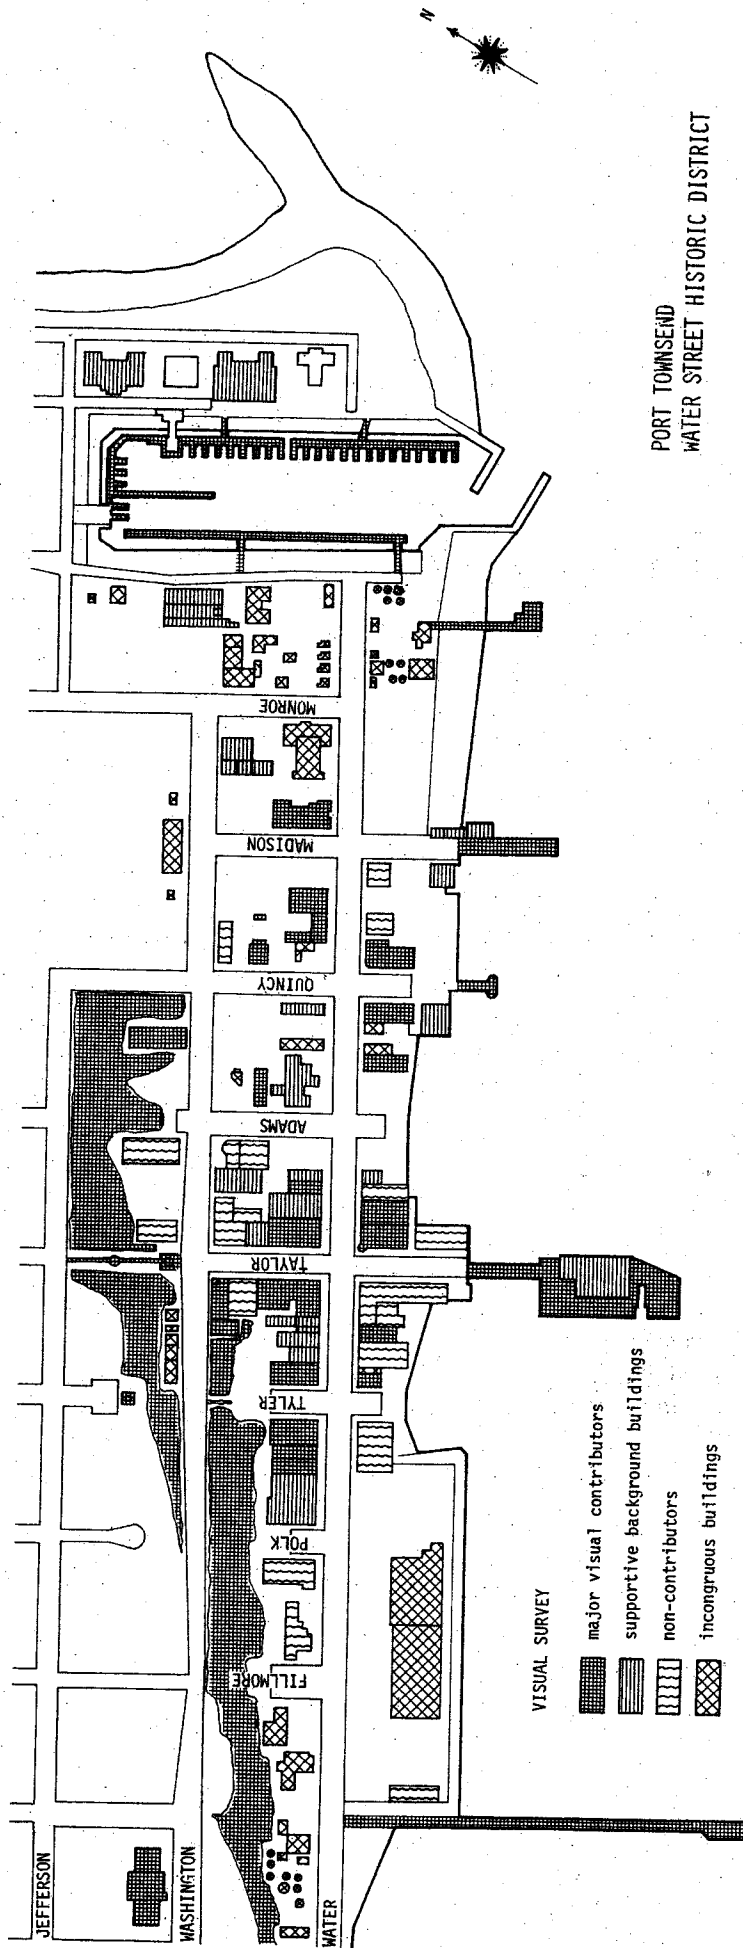 N
PORT TOWNSEND
WATER STREET HISTORIC DISTRICT
MONROE
MADISON
QUINCY
ADAMS
TAYLOR
TYLER
POLK
FILLMORE
JEFFERSON
WASHINGTON
WATER
VISUAL SURVEY
major visual contributors
supportive background buildings
non-contributors
incongruous buildings